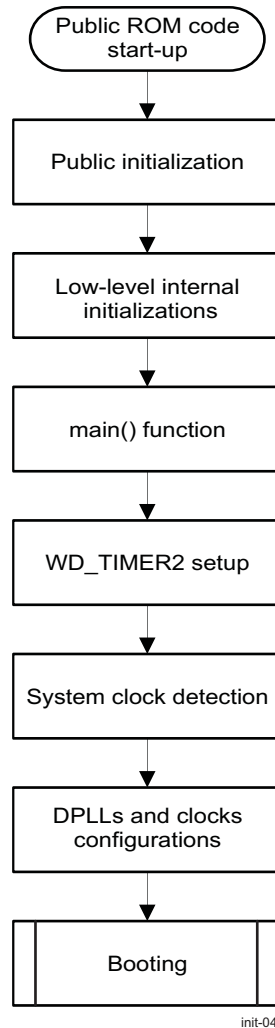 Public ROM code
start-up
Public initialization
Low-level internal
initializations
main() function
WD_TIMER2 setup
System clock detection
DPLLs and clocks
configurations
Booting
init-04